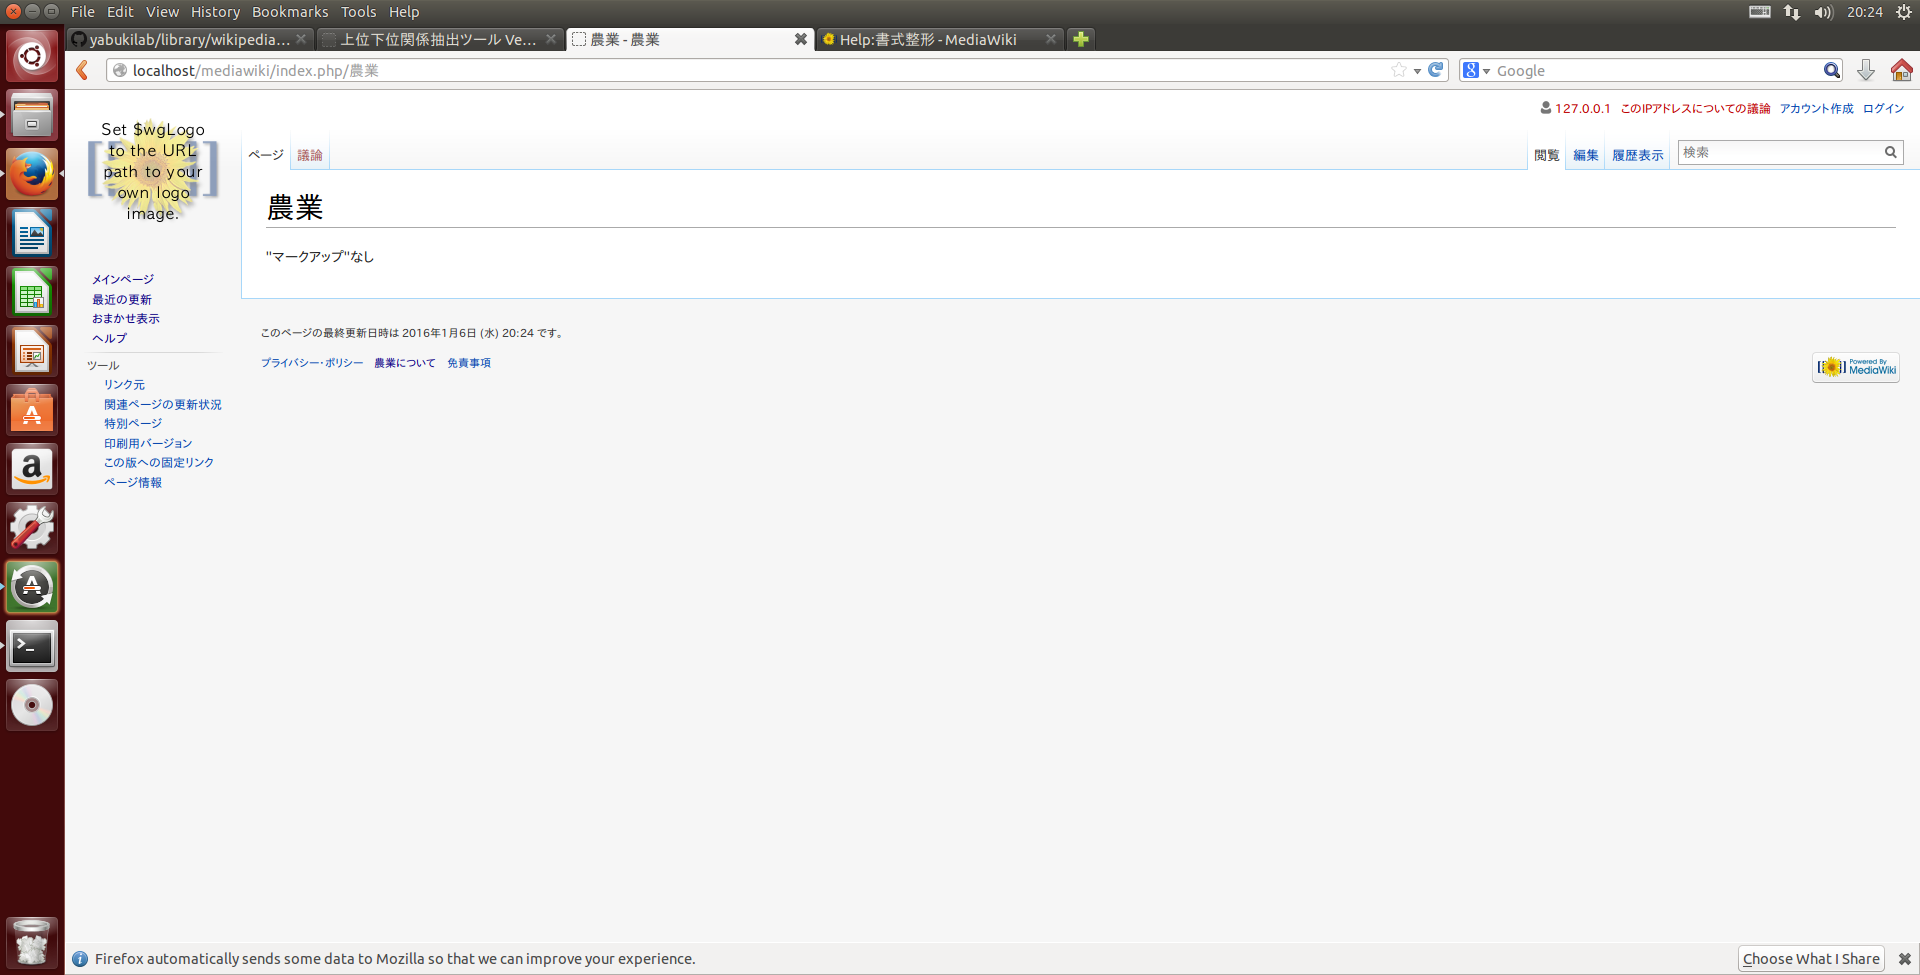 File Edit View History Bookmarks Tools Help
20:24
yabukilab/library/wikipedia...
上位下位関係抽出ツール Ve...
農業 - 農業
Help:書式整形 - MediaWiki
localhost/mediawiki/index.php/農業
Google
127.0.0.1 このIPアドレスについての議論 アカウント作成 ログイン
Set $wgLogo
to the URL
path to your
own logo
image.
ページ 議論
閲覧 編集 履歴表示
検索
農業
"マークアップ"なし
メインページ
最近の更新
おまかせ表示
ヘルプ
ツール
リンク元
関連ページの更新状況
特別ページ
印刷用バージョン
この版への固定リンク
ページ情報
このページの最終更新日時は 2016年1月6日 (水) 20:24 です。
プライバシー・ポリシー 農業について 免責事項
Powered By
MediaWiki
Firefox automatically sends some data to Mozilla so that we can improve your experience.
Choose What I Share